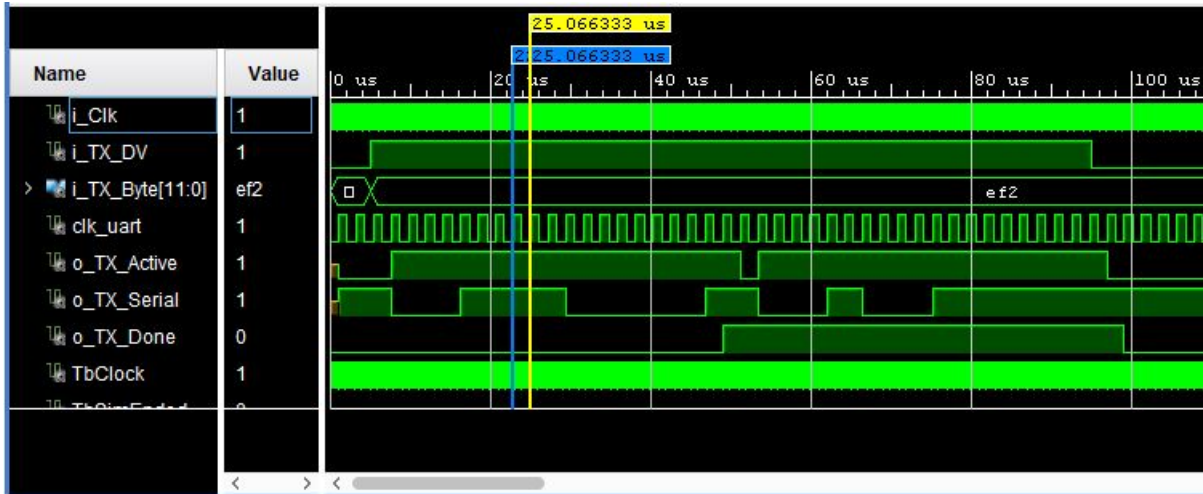 25.066333 us
225.066333 us
Name Value 0 us 20 us 40 us 60 us 80 us 100 us
i_Clk 1
i_TX_DV 1
> i_TX_Byte[11:0] ef2 ef2
clk_uart 1
o_TX_Active 1
o_TX_Serial 1
o_TX_Done 0
TbClock 1